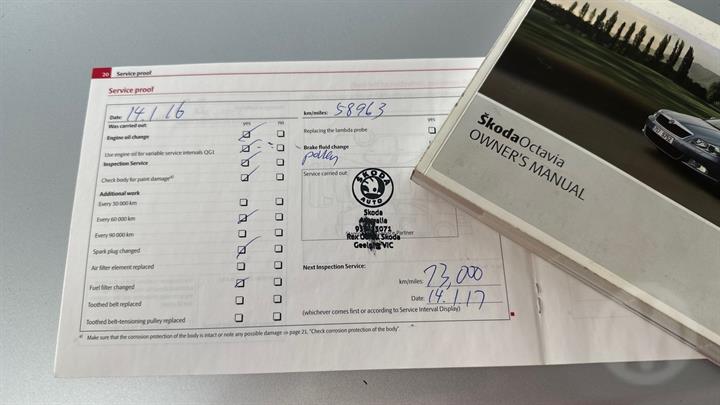 20 Service proof
Service proof
Date: 14.1.16
km/miles: 58963
yes no
yes
Was carried out:
Engine oil change
Replacing the lambda probe
Use engine oil for variable service intervals QG1
Brake fluid change
Inspection Service
pollen
Check body for paint damage a)
Service carried out:
Additional work
Every 30 000 km
Every 60 000 km
Every 90 000 km
Spark plug changed
Air filter element replaced
Fuel filter changed
Toothed belt replaced
Toothed belt-tensioning pulley replaced
ŠKODA
AUTO
Skoda
Australia
Partner
Skoda
Geelong VIC
Next Inspection Service:
km/miles: 73,000
Date: 14.1.17
(whichever comes first or according to Service Interval Display)
a) Make sure that the corrosion protection of the body is intact or note any possible damage ⇒ page 21, "Check corrosion protection of the body".
ŠkodaOctavia
OWNER'S MANUAL